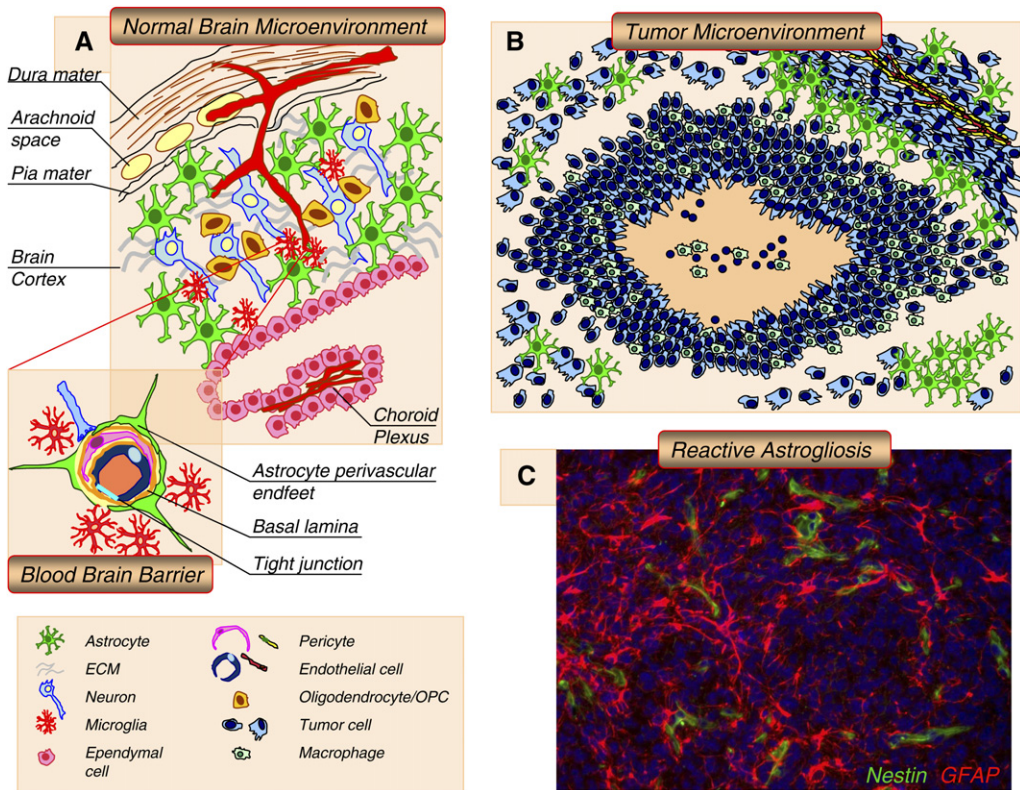 A
Normal Brain Microenvironment
Dura mater
Arachnoid
space
Pia mater
Brain
Cortex
Choroid
Plexus
Astrocyte perivascular
endfeet
Basal lamina
Tight junction
Blood Brain Barrier
Astrocyte
ECM
Neuron
Microglia
Ependymal
cell
Pericyte
Endothelial cell
Oligodendrocyte/OPC
Tumor cell
Macrophage
B
Tumor Microenvironment
C
Reactive Astrogliosis
Nestin GFAP